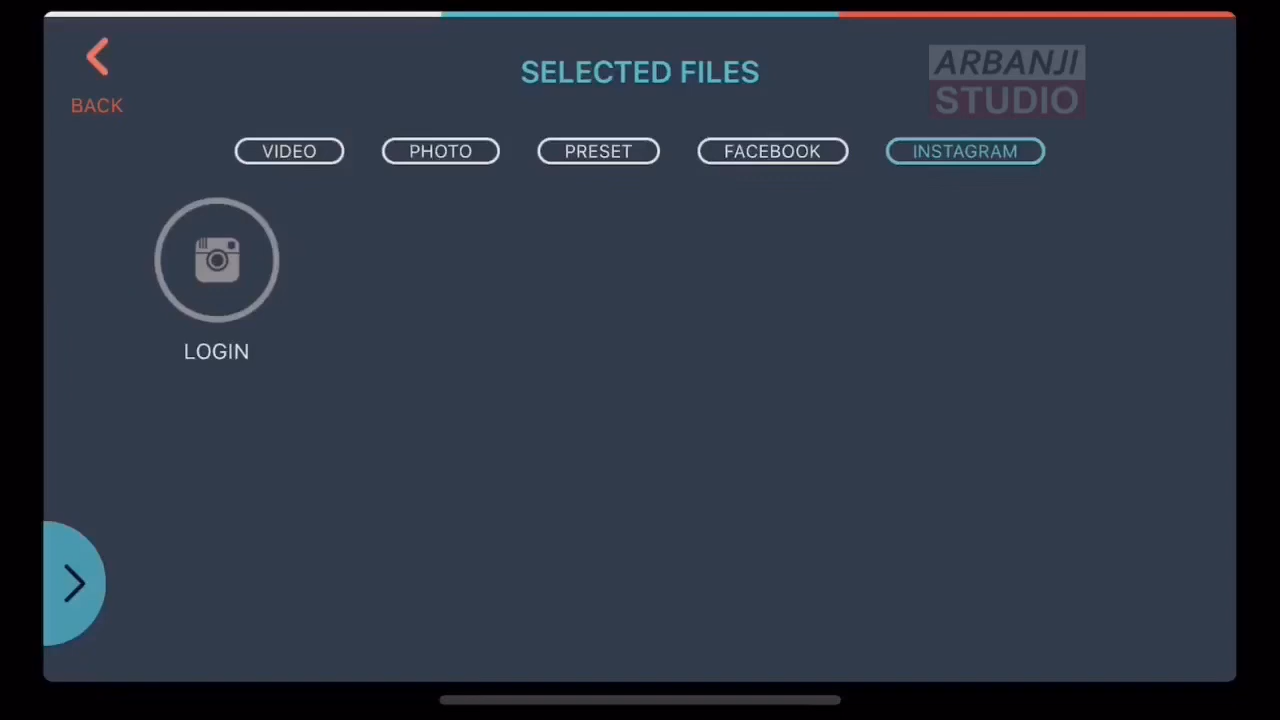 SELECTED FILES
ARBANJI
STUDIO
BACK
VIDEO
PHOTO
PRESET
FACEBOOK
INSTAGRAM
LOGIN